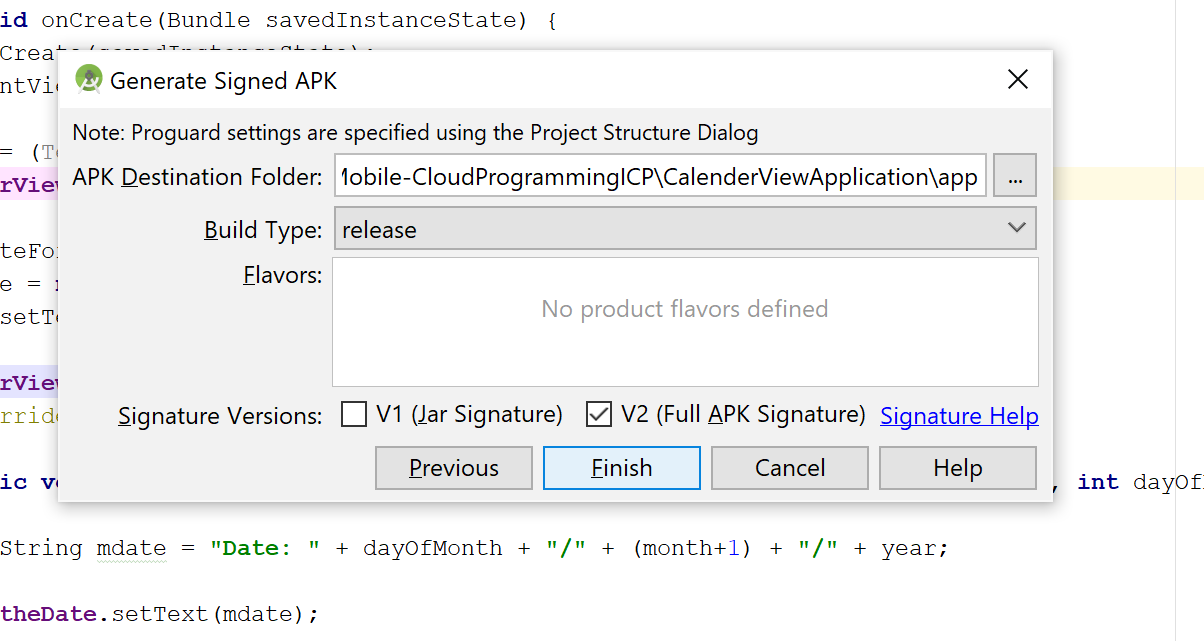 id onCreate(Bundle savedInstanceState) {
Generate Signed APK
ntVi
Note: Proguard settings are specified using the Project Structure Dialog
= (T
APK Destination Folder: Mobile-CloudProgrammingICP\CalenderViewApplication\app ...
rView
Build Type: release
teFo
Flavors:
e =
No product flavors defined
setT
rView
rride
Signature Versions: V1 (Jar Signature) V2 (Full APK Signature) Signature Help
Previous Finish Cancel Help
ic v , int dayOf
String mdate = "Date: " + dayOfMonth + "/" + (month+1) + "/" + year;
theDate.setText(mdate);